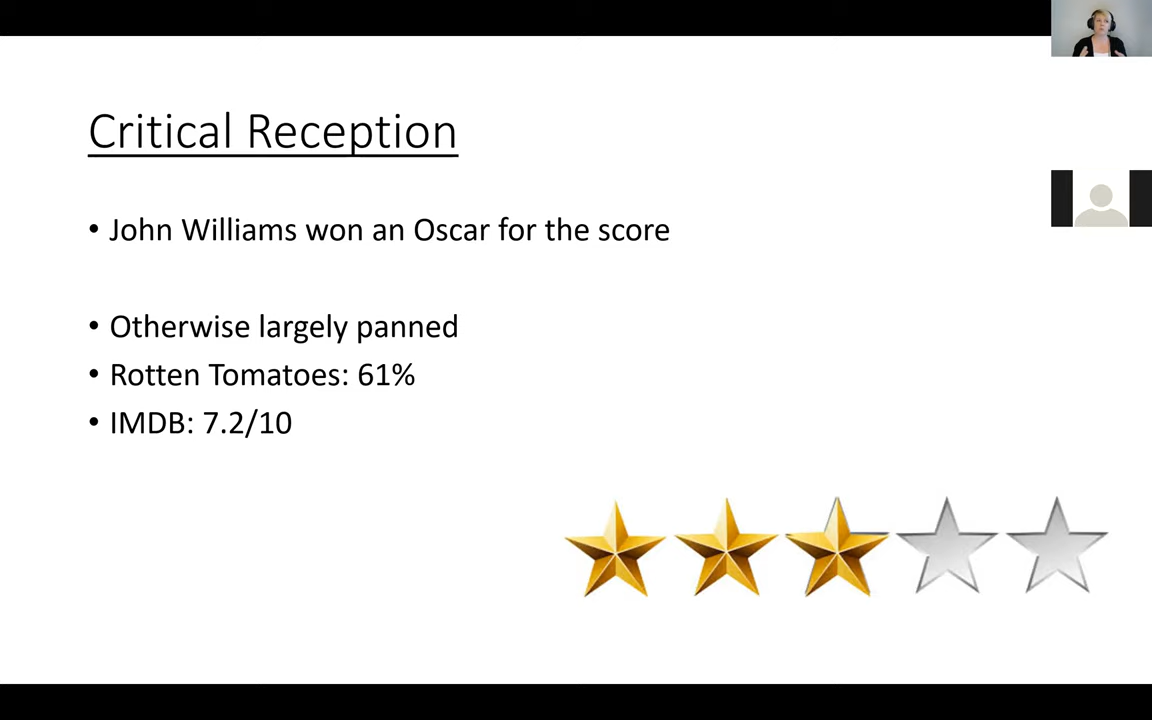 Critical Reception
• John Williams won an Oscar for the score
• Otherwise largely panned
• Rotten Tomatoes: 61%
• IMDB: 7.2/10